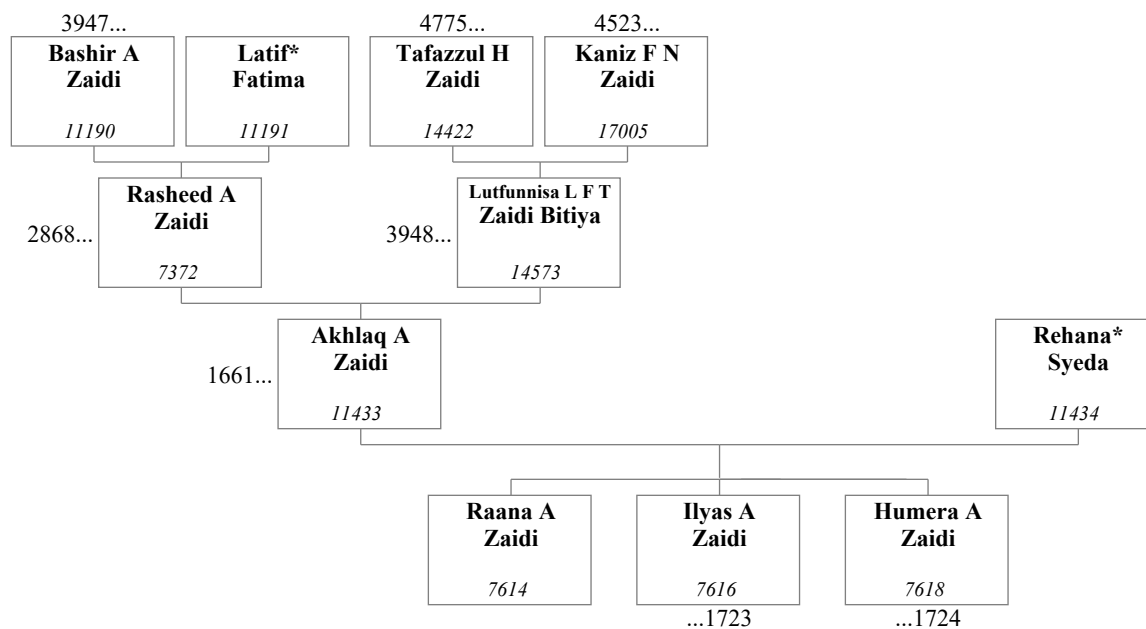 3947...
4775...
4523...
Bashir A
Zaidi
11190
Latif*
Fatima
11191
Tafazzul H
Zaidi
14422
Kaniz F N
Zaidi
17005
2868...
Rasheed A
Zaidi
7372
3948...
Lutfunnisa L F T
Zaidi Bitiya
14573
1661...
Akhlaq A
Zaidi
11433
Rehana*
Syeda
11434
Raana A
Zaidi
7614
Ilyas A
Zaidi
7616
...1723
Humera A
Zaidi
7618
...1724